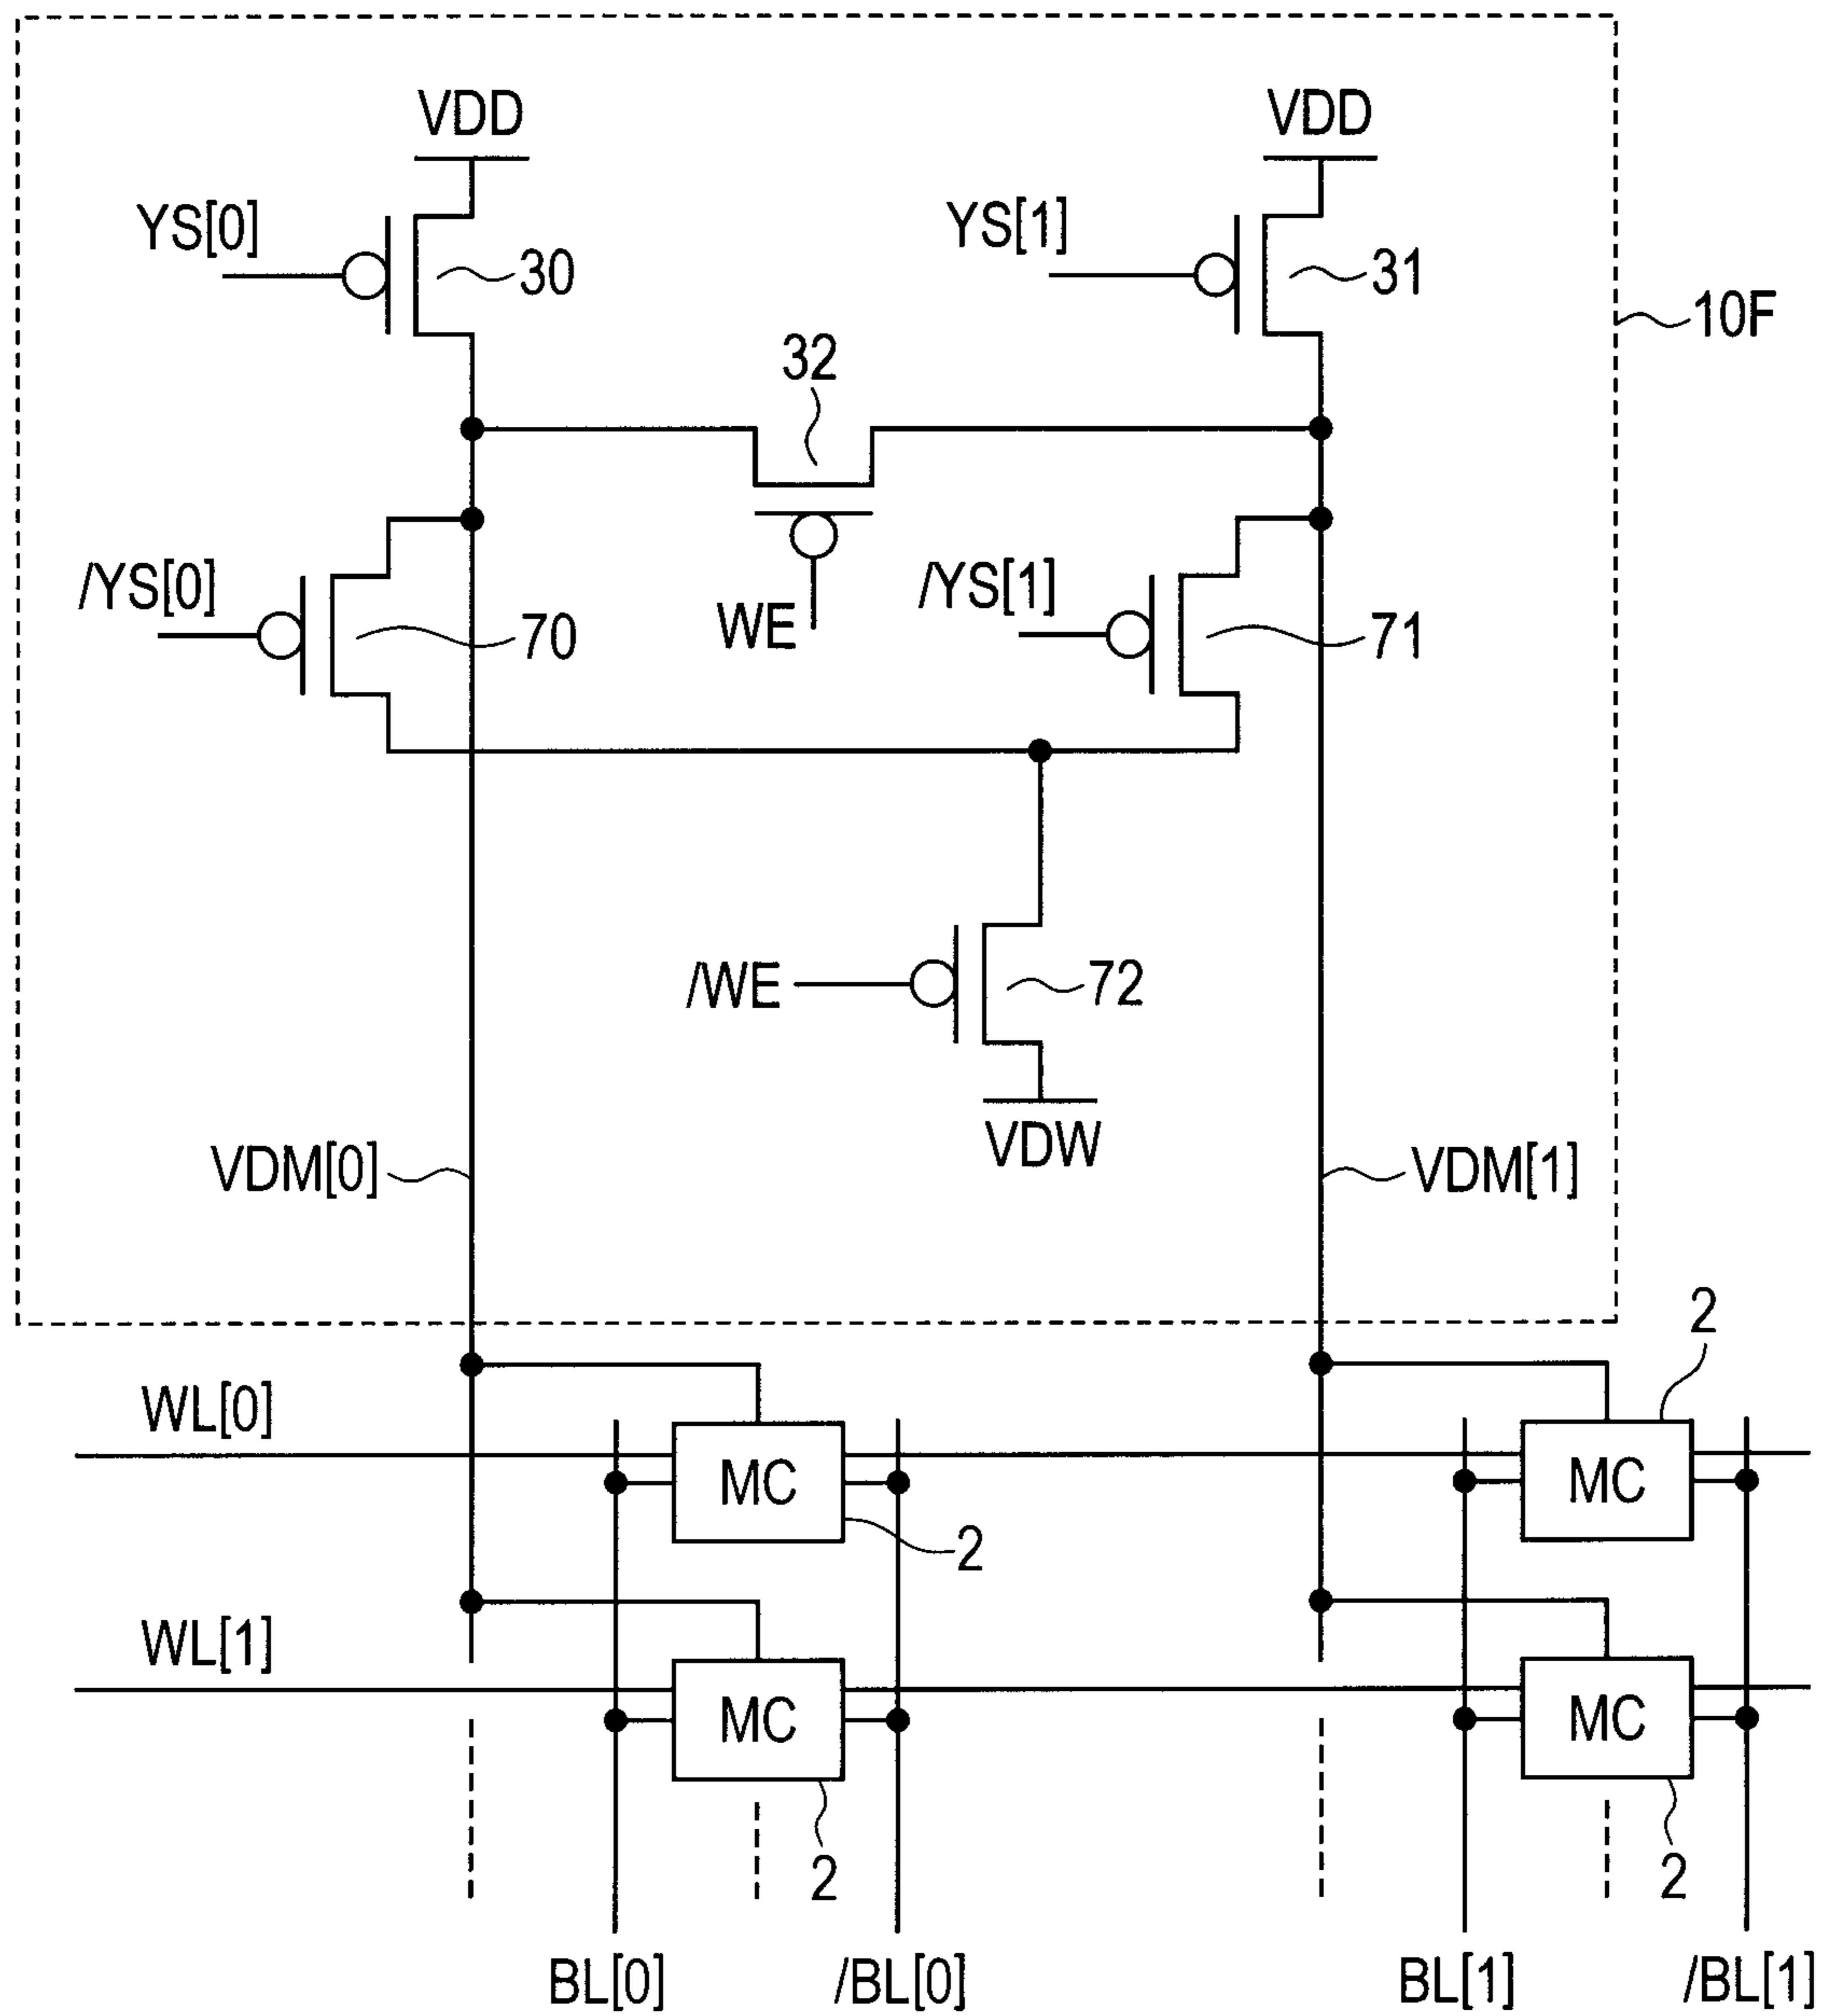 VDD VDD
YS[0] 30 YS[1] 31
10F
32
/YS[0] 70 WE /YS[1] 71
/WE 72
VDW
VDM[0] VDM[1]
2
WL[0]
MC MC
2
WL[1]
MC MC
2 2
BL[0] /BL[0] BL[1] /BL[1]